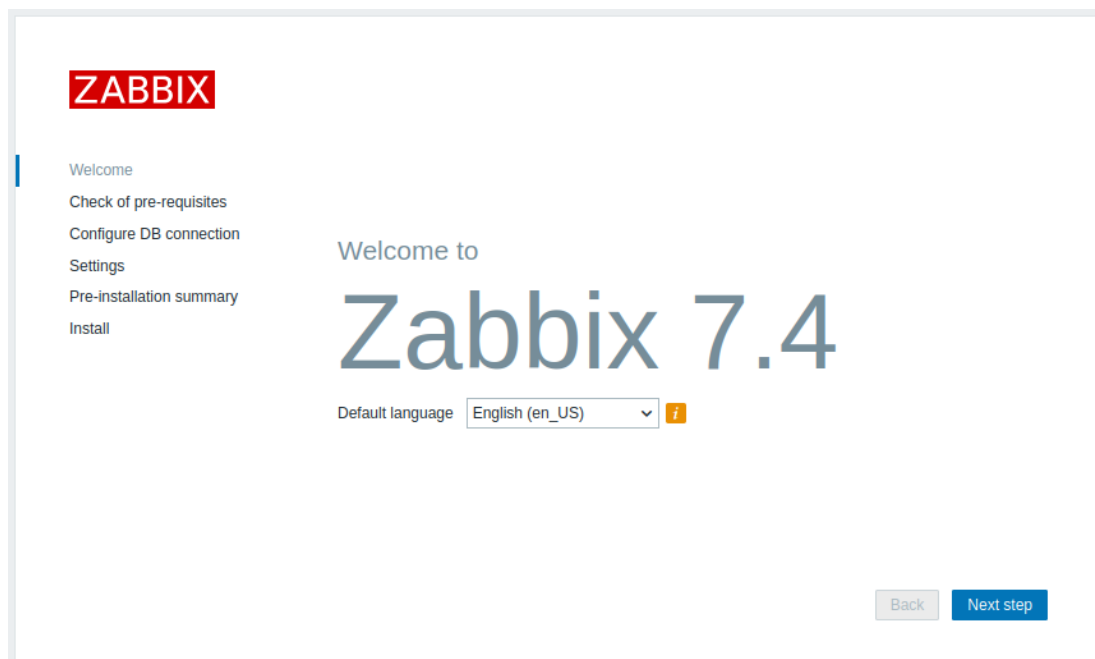 ZABBIX
Welcome
Check of pre-requisites
Configure DB connection
Settings
Pre-installation summary
Install
Welcome to
Zabbix 7.4
Default language English (en_US) i
Back Next step